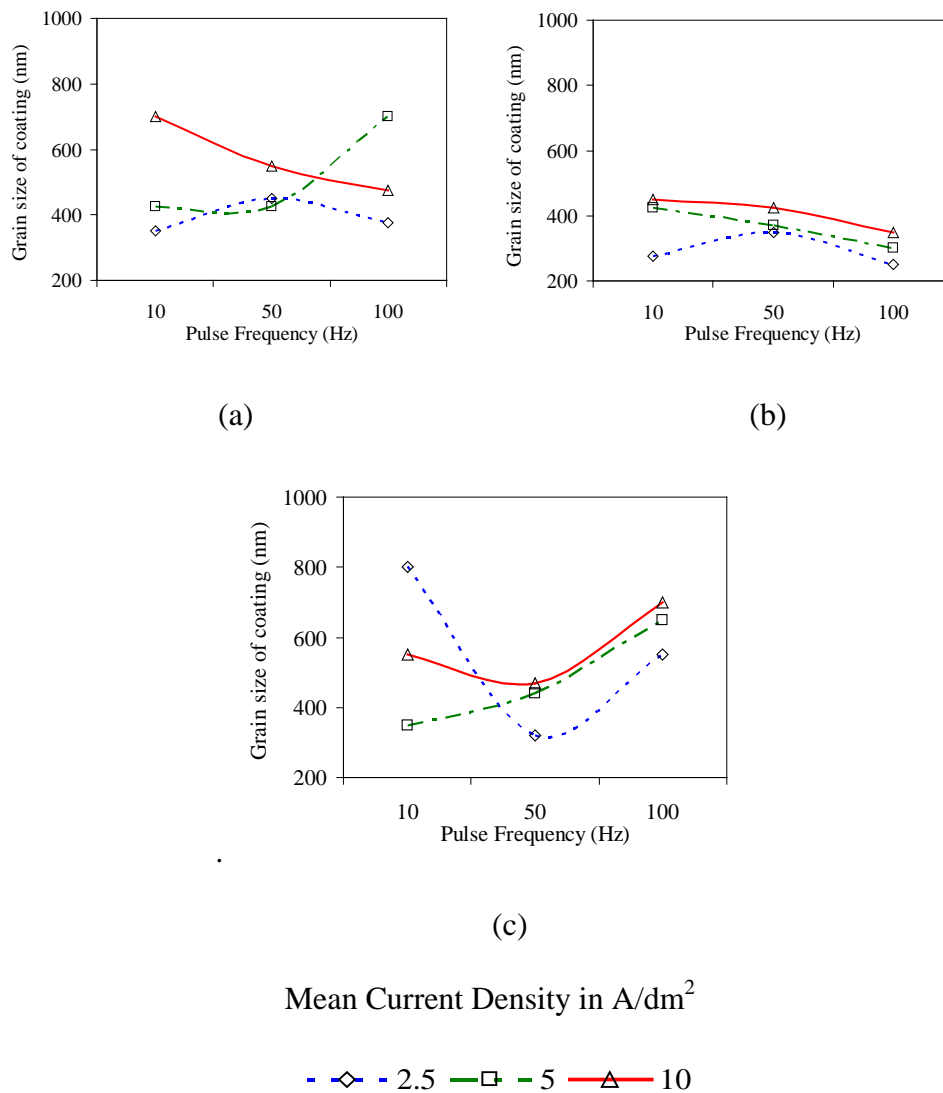 1000
800
600
400
200
Grain size of coating (nm)
10 50 100
Pulse Frequency (Hz)
(a)
1000
800
600
400
200
Grain size of coating (nm)
10 50 100
Pulse Frequency (Hz)
(b)
1000
800
600
400
200
Grain size of coating (nm)
10 50 100
Pulse Frequency (Hz)
.
(c)
Mean Current Density in A/dm²
2.5 5 10